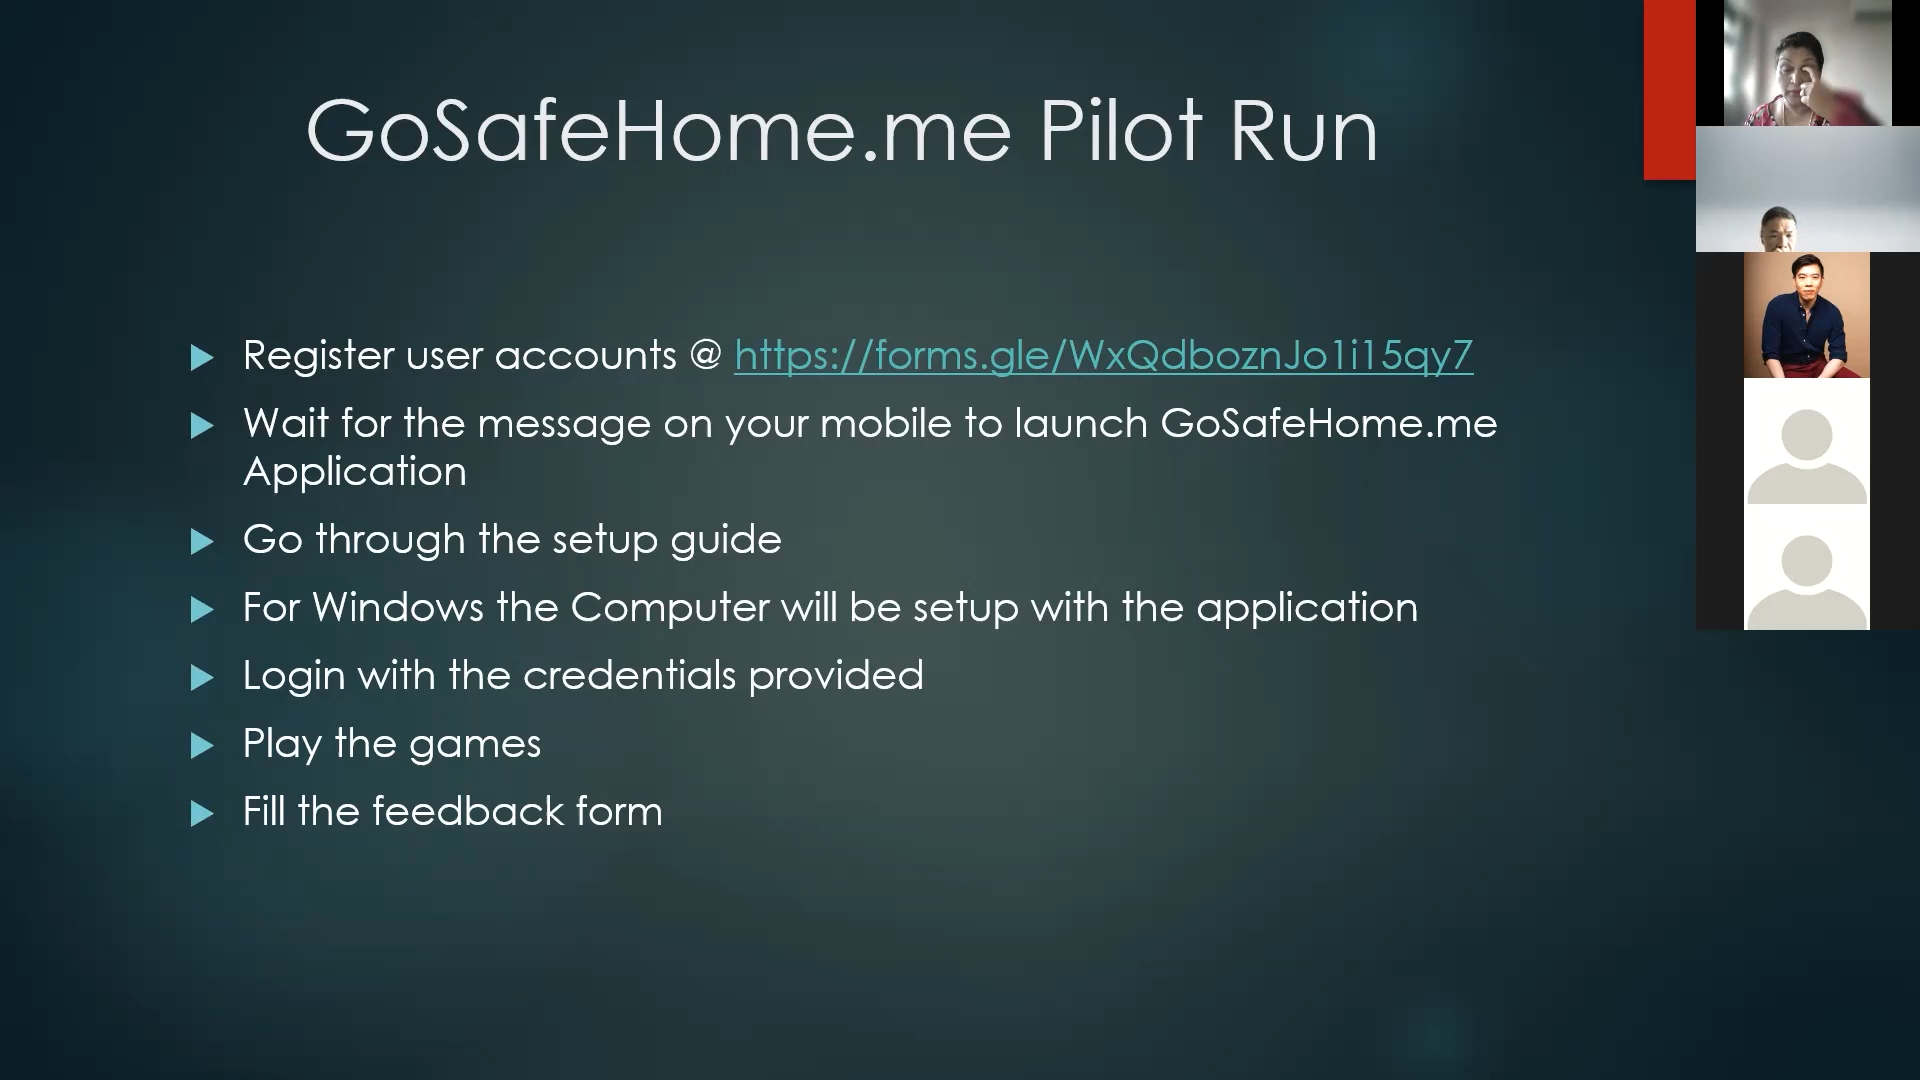 GoSafeHome.me Pilot Run
Register user accounts @ https://forms.gle/WxQdboznJo1i15qy7
Wait for the message on your mobile to launch GoSafeHome.me
Application
Go through the setup guide
For Windows the Computer will be setup with the application
Login with the credentials provided
Play the games
Fill the feedback form